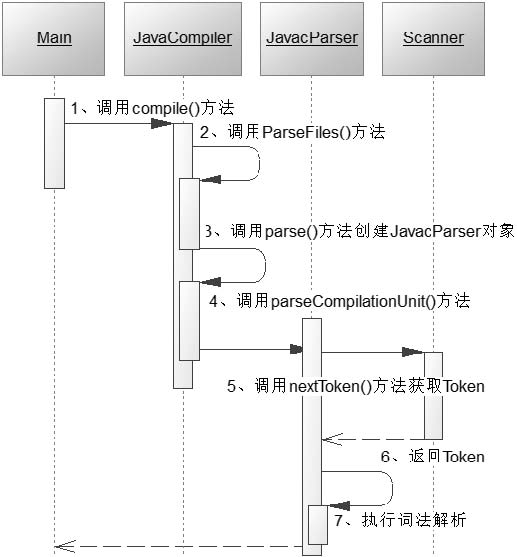 Main
JavaCompiler
JavacParser
Scanner
1、调用compile()方法
2、调用ParseFiles()方法
3、调用parse()方法创建JavacParser对象
4、调用parseCompilationUnit()方法
5、调用nextToken()方法获取Token
6、返回Token
7、执行词法解析